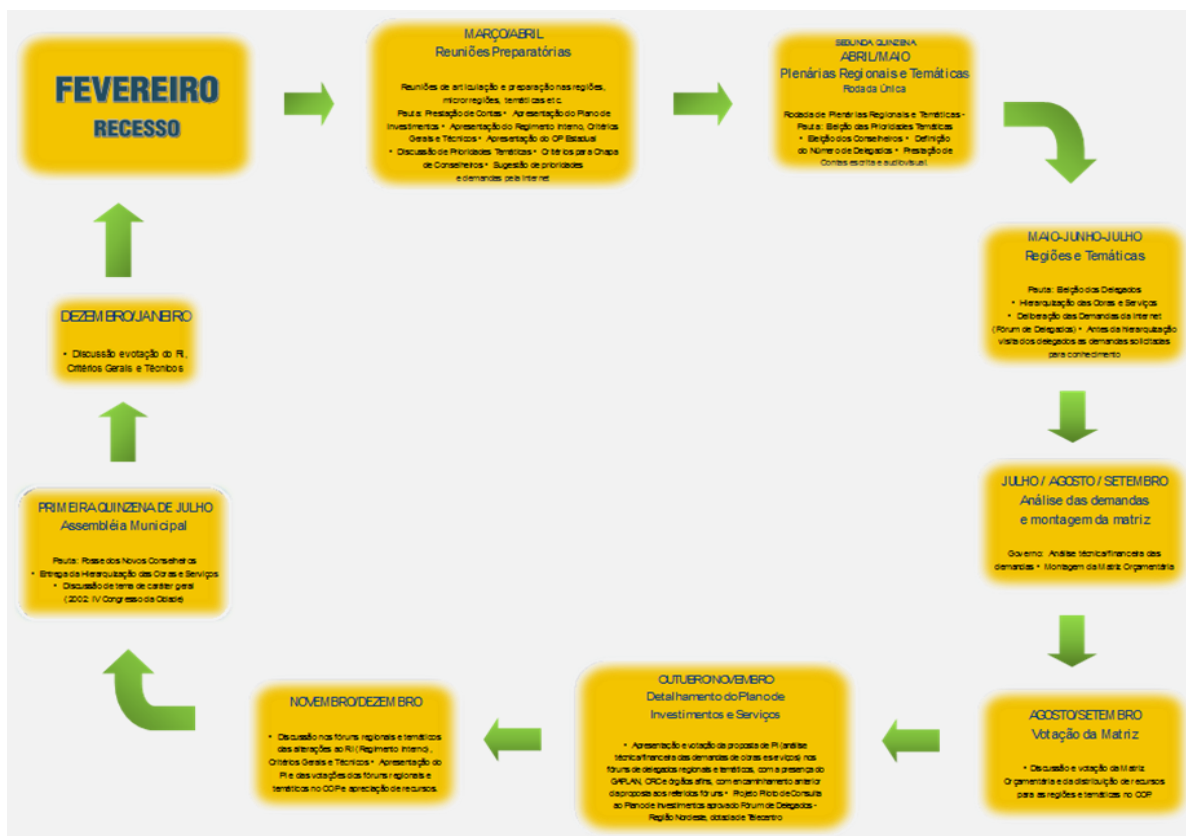 FEVEREIRO
RECESSO
MARÇO/ABRIL
Reuniões Preparatórias
Reuniões de articulação e preparação nas regiões,
microrregiões, temáticas etc.
Pauta: Prestação de Contas • Apresentação do Plano de
Investimentos • Apresentação do Regimento Interno, Critérios
Gerais e Técnicos • Apresentação do OP Estadual
• Discussão de Prioridades Temáticas • Critérios para Chapa
de Conselheiros • Sugestão de prioridades
e demandas pela Internet
SEGUNDA QUINZENA
ABRIL/MAIO
Plenárias Regionais e Temáticas
Rodada Única
Rodada de Plenárias Regionais e Temáticas -
Pauta: Eleição das Prioridades Temáticas
• Eleição dos Conselheiros • Definição
do Número de Delegados • Prestação de
Contas escrita e audiovisual.
MAIO-JUNHO-JULHO
Regiões e Temáticas
Pauta: Eleição dos Delegados
• Hierarquização das Obras e Serviços
• Deliberação das Demandas da Internet
(Fórum de Delegados) • Antes da hierarquização
visita dos delegados as demandas solicitadas
para conhecimento
JULHO / AGOSTO / SETEMBRO
Análise das demandas
e montagem da matriz
Governo: Análise técnica/financeira das
demandas • Montagem da Matriz Orçamentária
AGOSTO/SETEMBRO
Votação da Matriz
• Discussão e votação da Matriz
Orçamentária e da distribuição de recursos
para as regiões e temáticas no COP
OUTUBRO/NOVEMBRO
Detalhamento do Plano de
Investimentos e Serviços
• Apresentação e votação da proposta de PI (análise
técnica/financeira das demandas de obras e serviços) nos
fóruns de delegados regionais e temáticos, com a presença do
GAPLAN, CRC e órgãos afins, com encaminhamento anterior
da proposta aos referidos fóruns • Projeto Piloto de Consulta
ao Plano de Investimentos aprovado Fórum de Delegados -
Região Nordeste, dotada de Telecentro
NOVEMBRO/DEZEMBRO
• Discussão nos fóruns regionais e temáticos
das alterações ao RI (Regimento Interno),
Critérios Gerais e Técnicos • Apresentação do
PI e das votações dos fóruns regionais e
temáticos no COP e apreciação de recursos.
PRIMEIRA QUINZENA DE JULHO
Assembléia Municipal
Pauta: Posse dos Novos Conselheiros
• Entrega da Hierarquização das Obras e Serviços
• Discussão de tema de caráter geral
(2002: IV Congresso da Cidade)
DEZEMBRO/JANEIRO
• Discussão e votação do RI,
Critérios Gerais e Técnicos